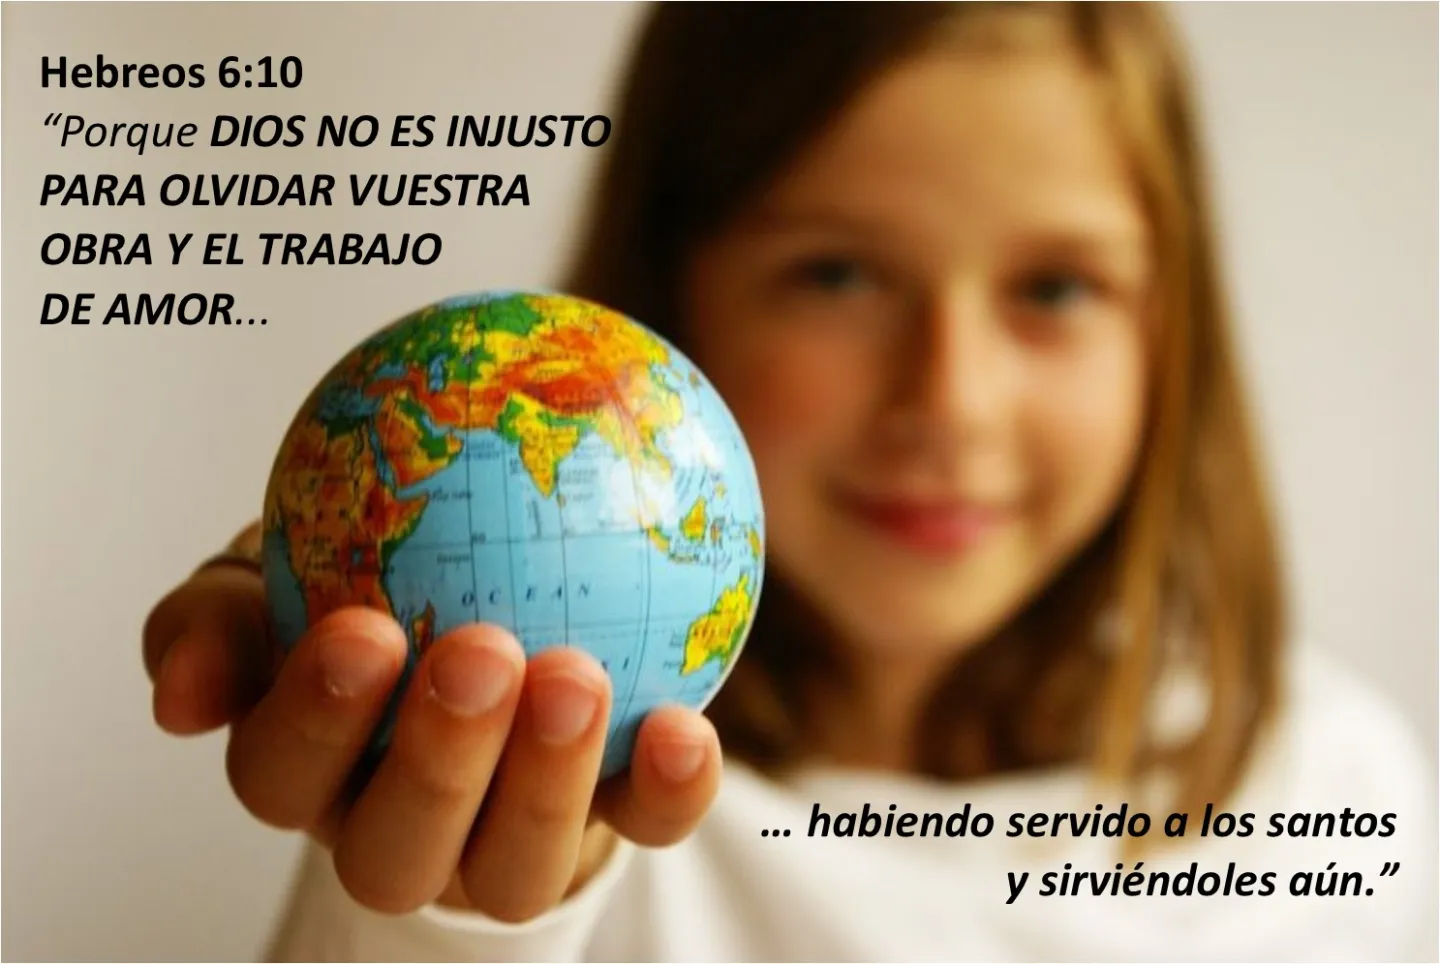 Hebreos 6:10
“Porque DIOS NO ES INJUSTO
PARA OLVIDAR VUESTRA
OBRA Y EL TRABAJO
DE AMOR...
OCEAN
... habiendo servido a los santos
y sirviéndoles aún.”